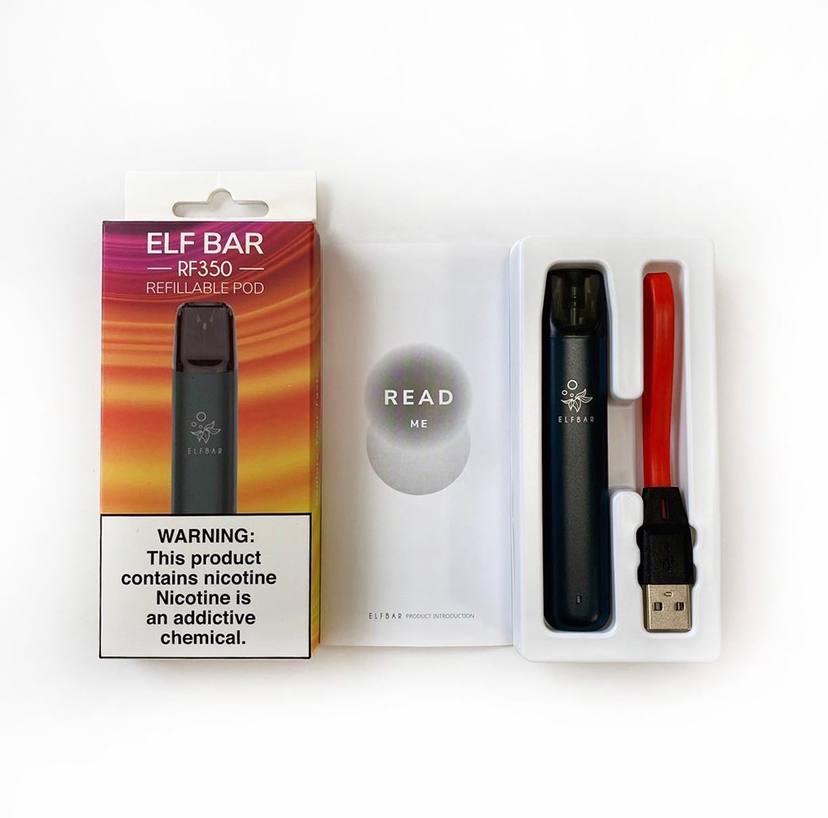 ELF BAR
RF350
REFILLABLE POD
ELFBAR
WARNING:
This product
contains nicotine
Nicotine is
an addictive
chemical.
READ
ME
ELFBAR PRODUCT INTRODUCTION
ELFBAR